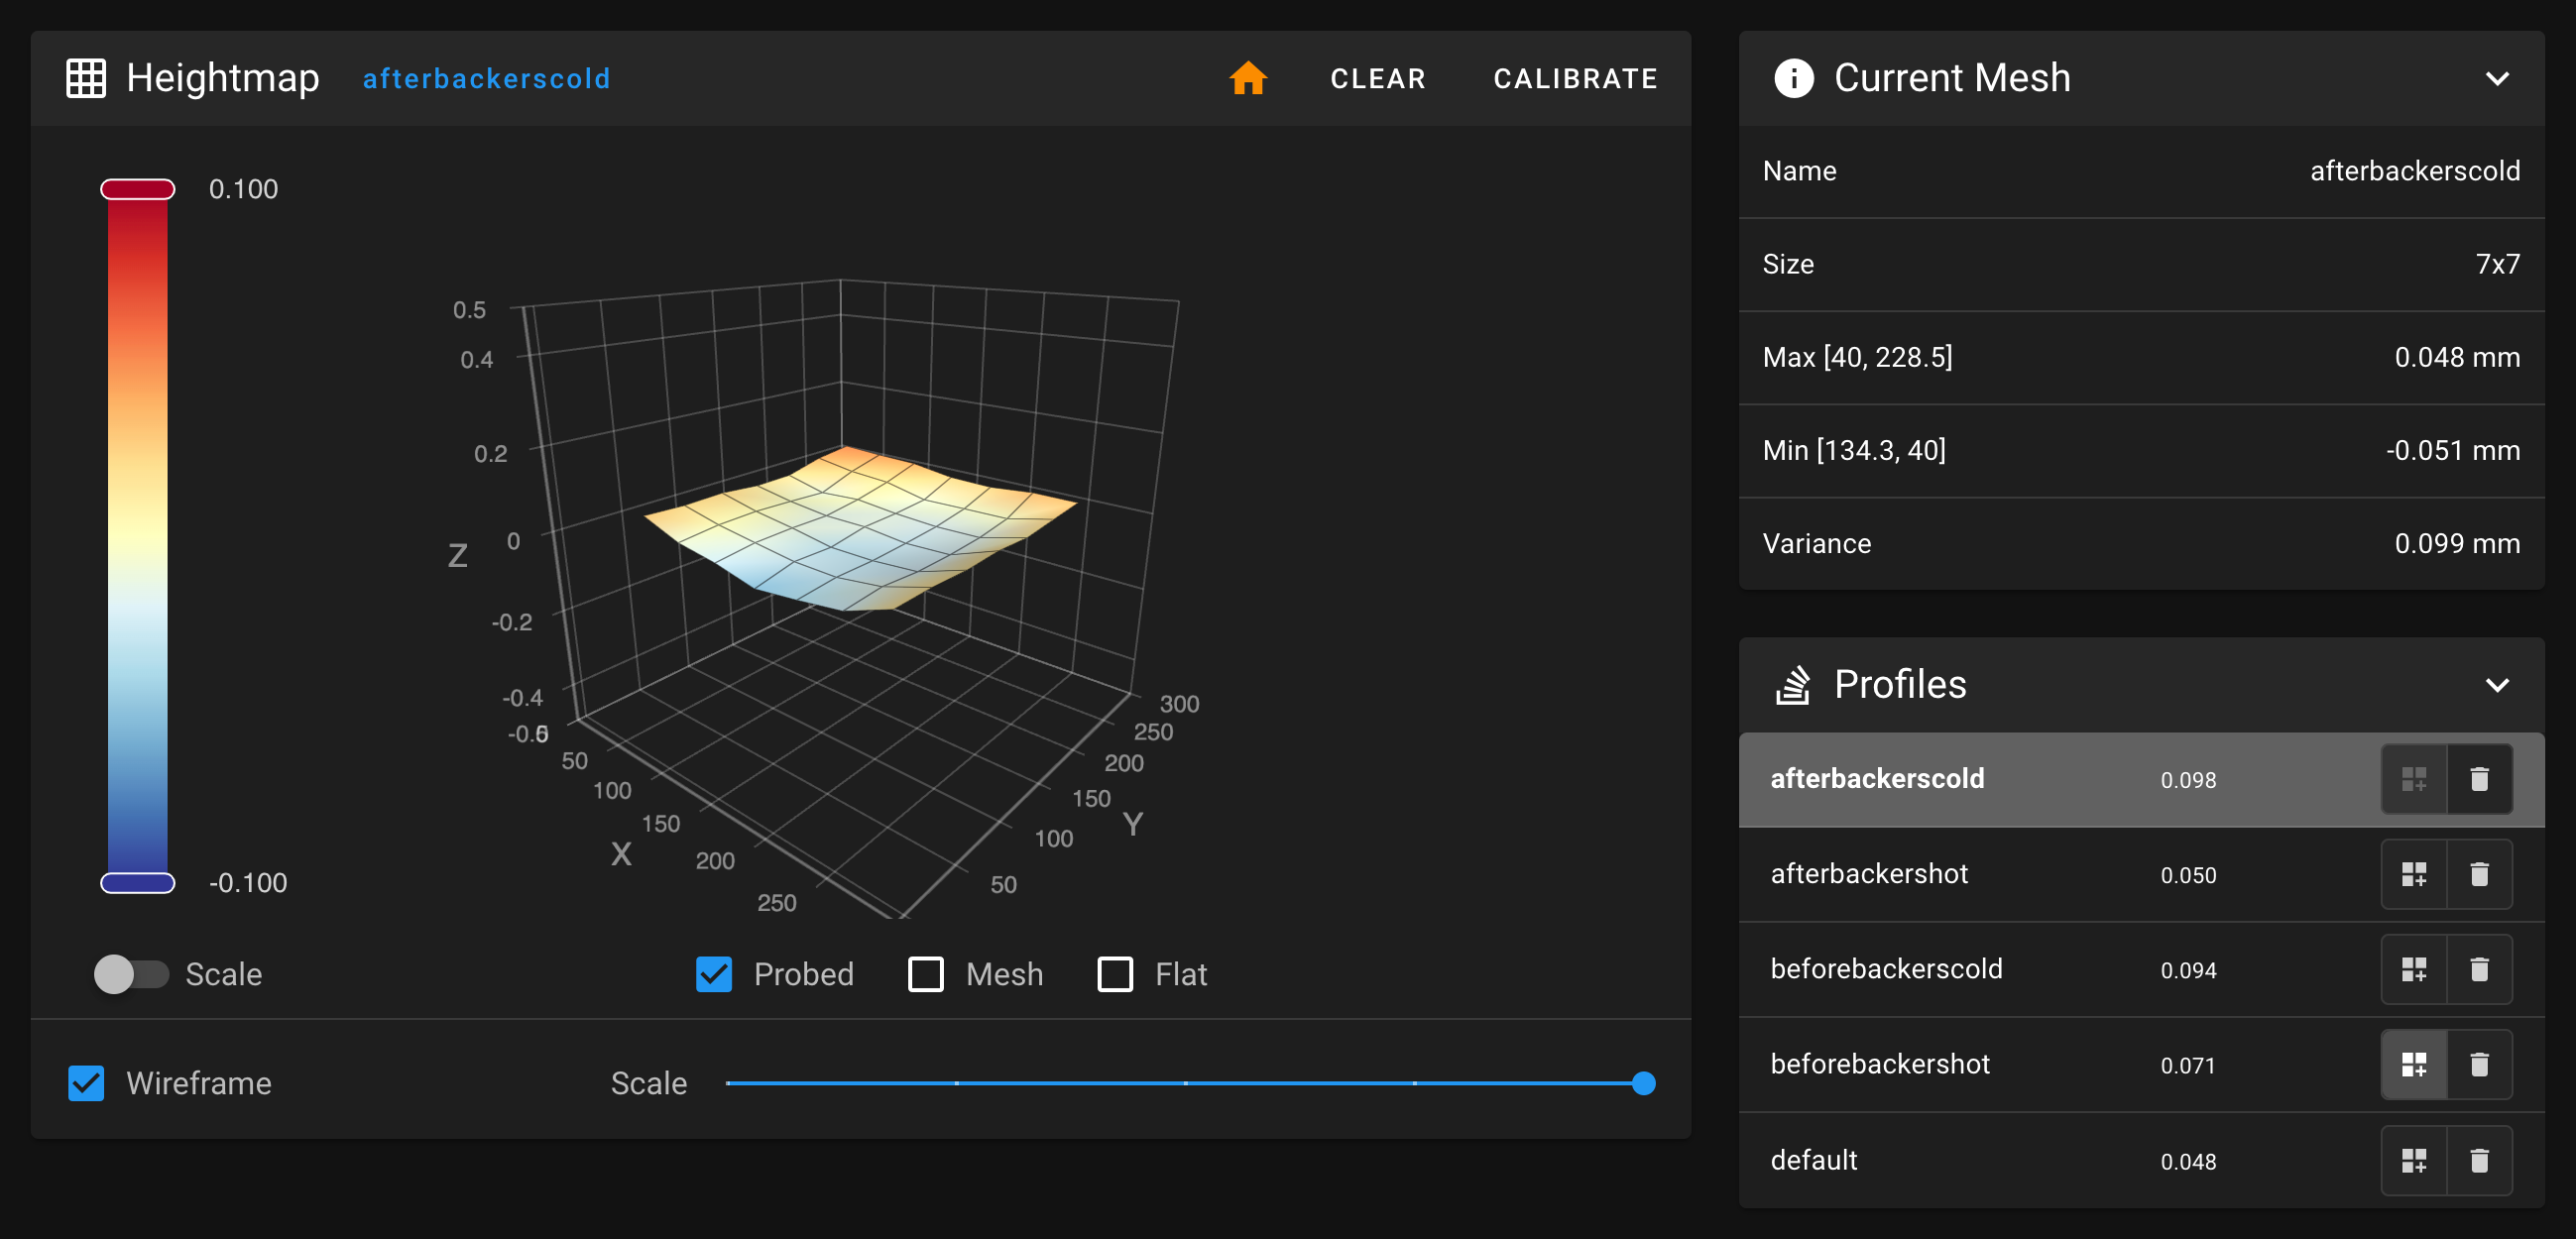 Heightmap afterbackerscold CLEAR CALIBRATE
0.100
-0.100
0.5
0.4
0.2
0
-0.2
-0.4
Z
50
100
150
200
250
X
50
100
150
200
250
300
Y
Scale
Probed Mesh Flat
Wireframe Scale
Current Mesh
Name afterbackerscold
Size 7x7
Max [40, 228.5] 0.048 mm
Min [134.3, 40] -0.051 mm
Variance 0.099 mm
Profiles
afterbackerscold 0.098
afterbackershot 0.050
beforebackerscold 0.094
beforebackershot 0.071
default 0.048